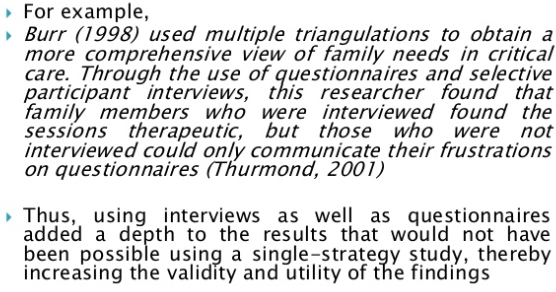 For example,
Burr (1998) used multiple triangulations to obtain a
more comprehensive view of family needs in critical
care. Through the use of questionnaires and selective
participant interviews, this researcher found that
family members who were interviewed found the
sessions therapeutic, but those who were not
interviewed could only communicate their frustrations
on questionnaires (Thurmond, 2001)
Thus, using interviews as well as questionnaires
added a depth to the results that would not have
been possible using a single-strategy study, thereby
increasing the validity and utility of the findings